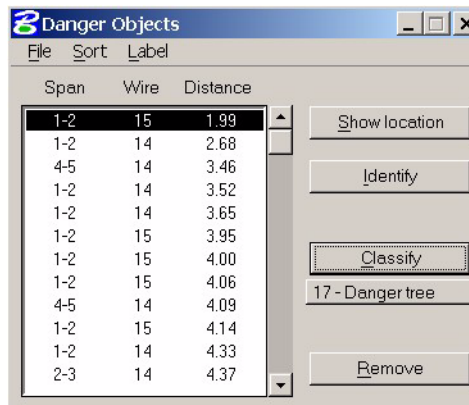 Danger Objects
File Sort Label
Span Wire Distance
1-2 15 1.99
1-2 14 2.68
4-5 14 3.46
1-2 14 3.52
1-2 14 3.65
1-2 15 3.95
1-2 15 4.00
1-2 15 4.06
4-5 14 4.09
1-2 15 4.14
1-2 14 4.33
2-3 14 4.37
Show location
Identify
Classify
17 - Danger tree
Remove